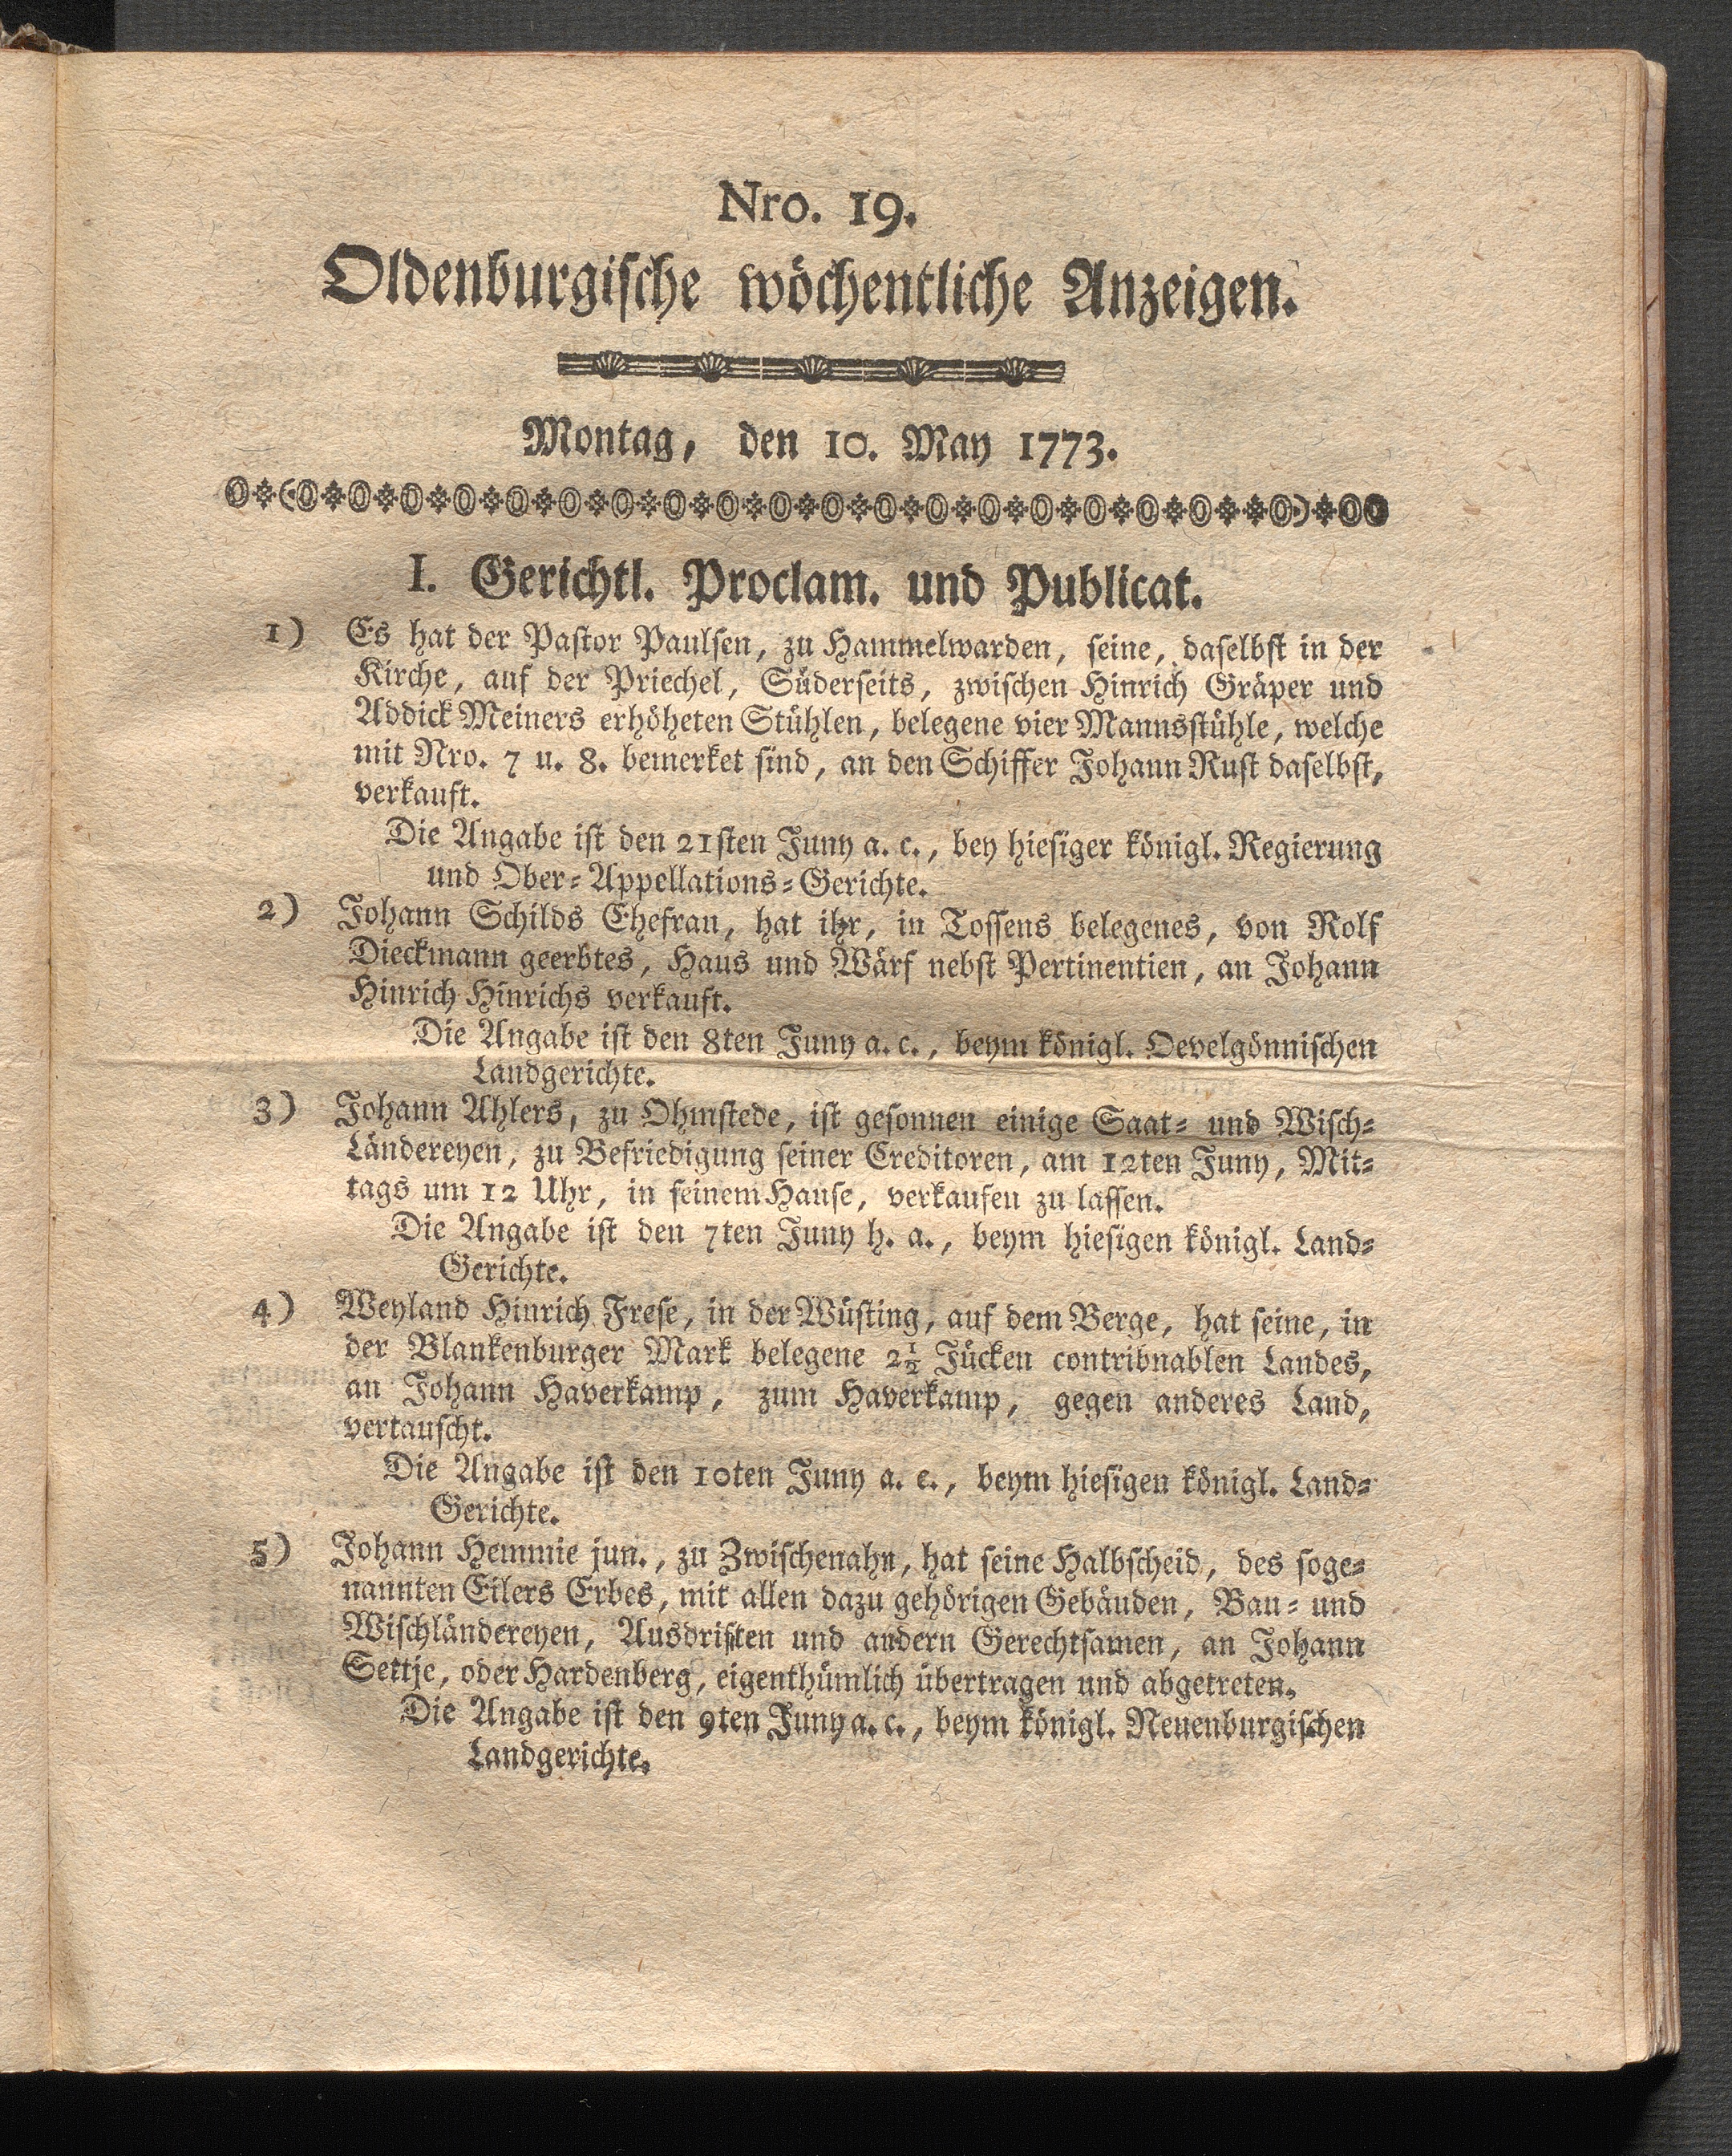 Nro. 19.
Oldenburgische wöchentliche Anzeigen.
Montag, den 10. May 1773.
I. Gerichtl. Proclam. und Publicat.
1) Es hat der Pastor Paulsen, zu Hammelwarden, seine, daselbst in der
Kirche, auf der Priechel, Süderseits, zwischen Hinrich Gräper und
Addick Meiners erhöheten Stühlen, belegene vier Mannsstühle, welche
mit Nro. 7 u. 8. bemerket sind, an den Schiffer Johann Rust daselbst,
verkauft.
Die Angabe ist den 21sten Juny a. c., bey hiesiger königl. Regierung
und Ober-Appellations-Gerichte.
2) Johann Schilds Ehefrau, hat ihr, in Tossens belegenes, von Rolf
Dieckmann geerbtes, Haus und Wärf nebst Pertinentien, an Johann
Hinrich Hinrichs verkauft.
Die Angabe ist den 8ten Juny a. c., beym königl. Oevelgönnischen
Landgerichte.
3) Johann Ahlers, zu Ohmstede, ist gesonnen einige Saat- und Wisch-
Ländereyen, zu Befriedigung seiner Creditoren, am 12ten Juny, Mit-
tags um 12 Uhr, in seinem Hause, verkaufen zu lassen.
Die Angabe ist den 7ten Juny h. a., beym hiesigen königl. Land-
Gerichte.
4) Weyland Hinrich Frese, in der Wüsting, auf dem Berge, hat seine, in
der Blankenburger Mark belegene 2½ Jücken contribnablen Landes,
an Johann Haverkamp, zum Haverkamp, gegen anderes Land,
vertauscht.
Die Angabe ist den 10ten Juny a. e., beym hiesigen königl. Land-
Gerichte.
5) Johann Hemmie jun., zu Zwischenahn, hat seine Halbscheid, des soge-
nannten Eilers Erbes, mit allen dazu gehörigen Gebäuden, Bau- und
Wischländereyen, Ausdriften und andern Gerechtsamen, an Johann
Settje, oder Hardenberg, eigenthümlich übertragen und abgetreten.
Die Angabe ist den 9ten Juny a. c., beym königl. Neuenburgischen
Landgerichte.